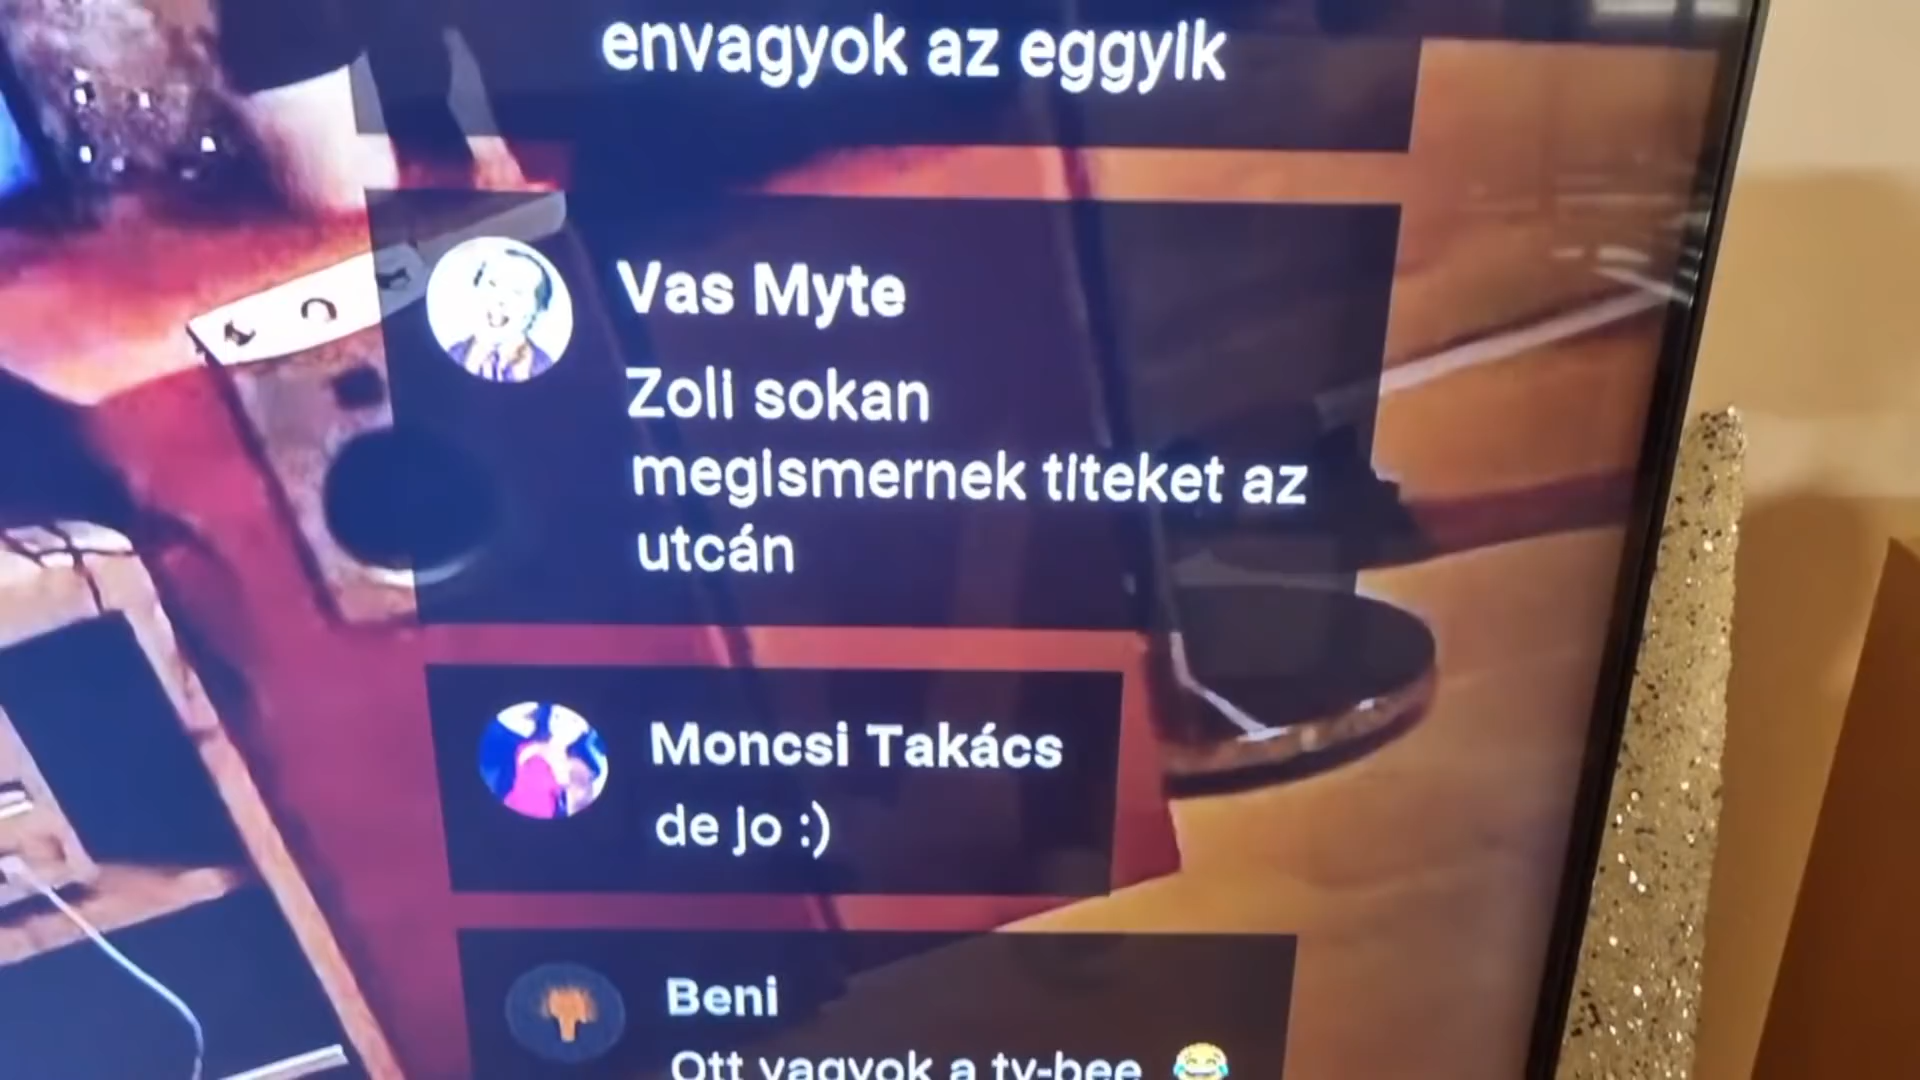 envagyok az eggyik
Vas Myte
Zoli sokan
megismernek titeket az
utcán
Moncsi Takács
de jo :)
Beni
Ott vagyok a tv-bee 😂